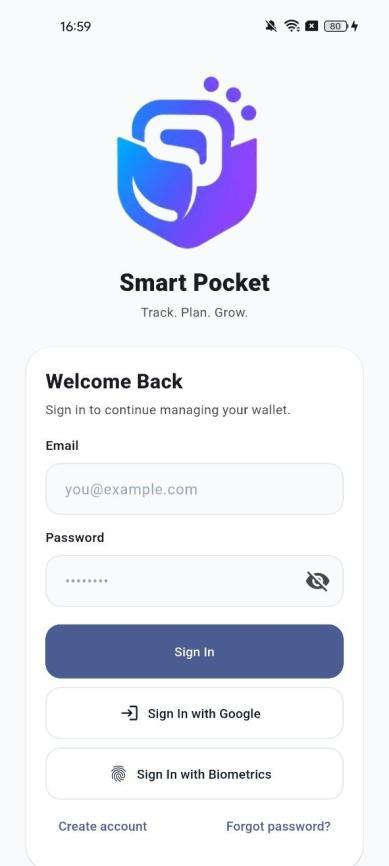 16:59
80
Smart Pocket
Track. Plan. Grow.
Welcome Back
Sign in to continue managing your wallet.
Email
you@example.com
Password
••••••••
Sign In
Sign In with Google
Sign In with Biometrics
Create account
Forgot password?